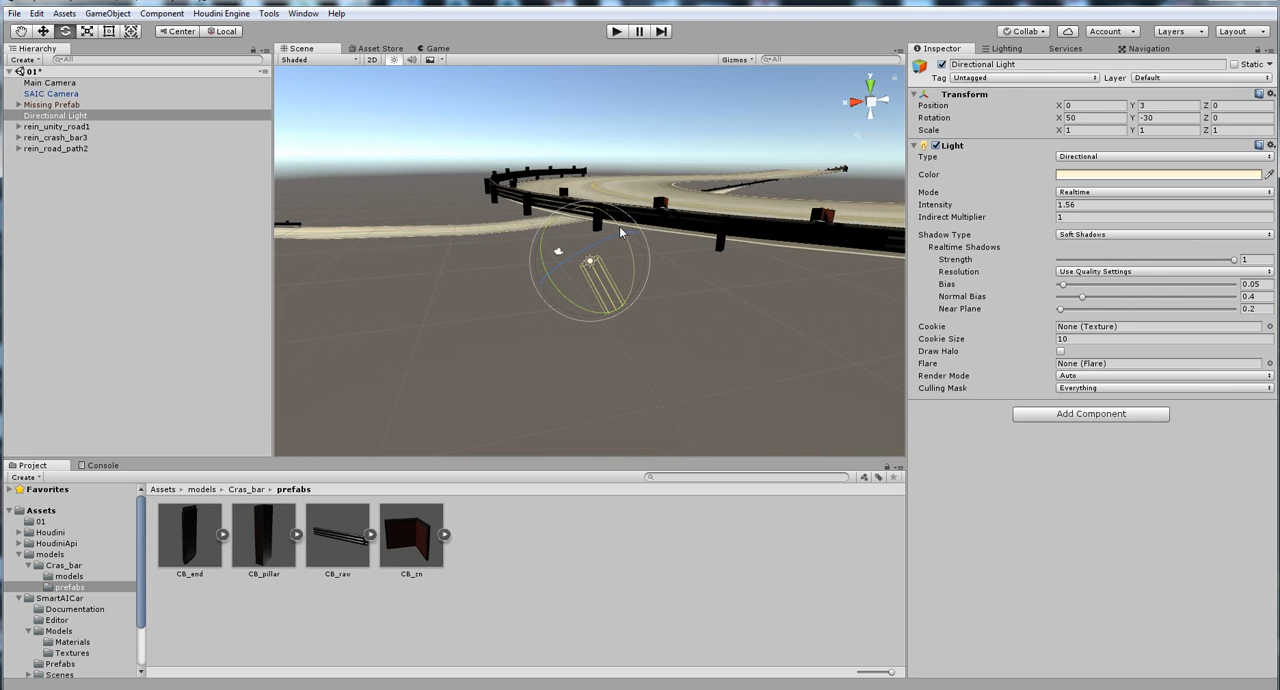 File Edit Assets GameObject Component Houdini Engine Tools Window Help
Center Local Collab Account Layers Layout
Hierarchy
Create All
01*
Main Camera
SAIC Camera
Missing Prefab
Directional Light
rein_unity_road1
rein_crash_bar3
rein_road_path2
Scene Asset Store Game
Shaded 2D Gizmos All
y
Inspector Lighting Services Navigation
Directional Light Static
Tag Untagged Layer Default
Transform
Position X 0 Y 3 Z 0
Rotation X 50 Y -30 Z 0
Scale X 1 Y 1 Z 1
Light
Type Directional
Color
Mode Realtime
Intensity 1.56
Indirect Multiplier 1
Shadow Type Soft Shadows
Realtime Shadows
Strength 1
Resolution Use Quality Settings
Bias 0.05
Normal Bias 0.4
Near Plane 0.2
Cookie None (Texture)
Cookie Size 10
Draw Halo
Flare None (Flare)
Render Mode Auto
Culling Mask Everything
Add Component
Project Console
Create
Favorites
Assets
01
Houdini
HoudiniApi
models
Cras_bar
models
prefabs
SmartAICar
Documentation
Editor
Models
Materials
Textures
Prefabs
Scenes
Assets models Cras_bar prefabs
CB_end CB_pillar CB_raw CB_zn